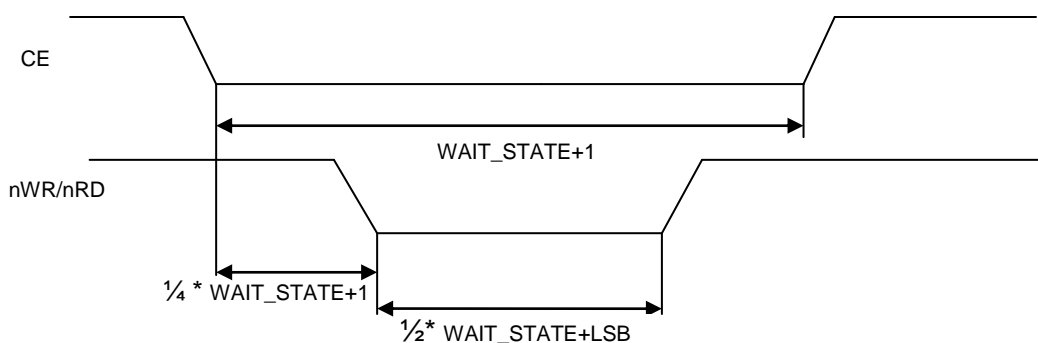 CE
WAIT_STATE+1
nWR/nRD
¼ * WAIT_STATE+1
½* WAIT_STATE+LSB